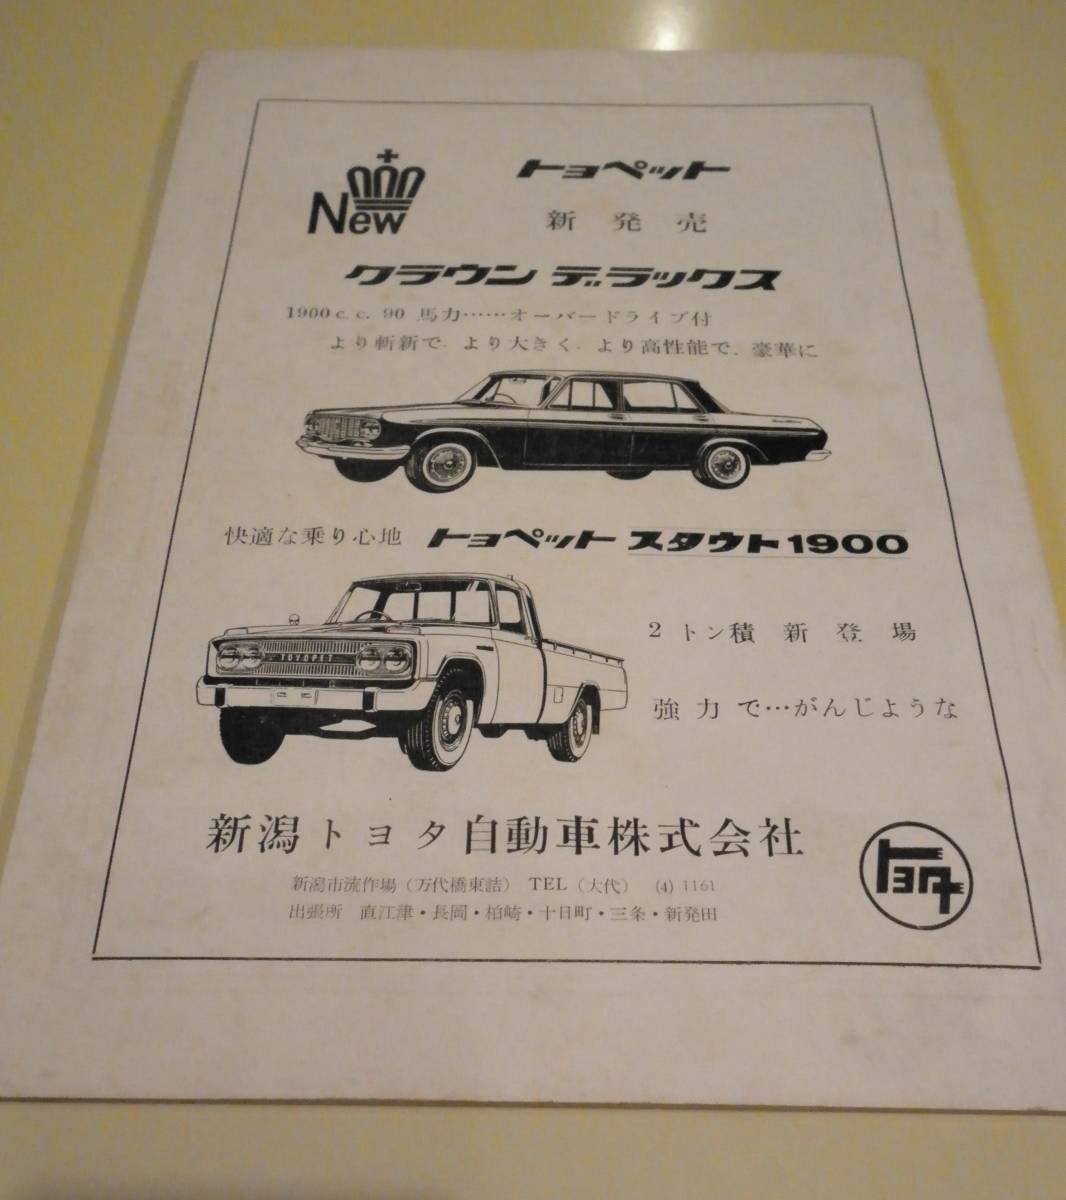 New
トヨペット
新発売
クラウン デラックス
1900c.c. 90馬力……オーバードライブ付
より斬新で、より大きく、より高性能で、豪華に
快適な乗り心地 トヨペット スタウト1900
TOYOPET
2トン積 新登場
強力で…がんじような
新潟トヨタ自動車株式会社
新潟市流作場（万代橋東詰） TEL（大代） (4) 1161
出張所 直江津・長岡・柏崎・十日町・三条・新発田
トヨタ